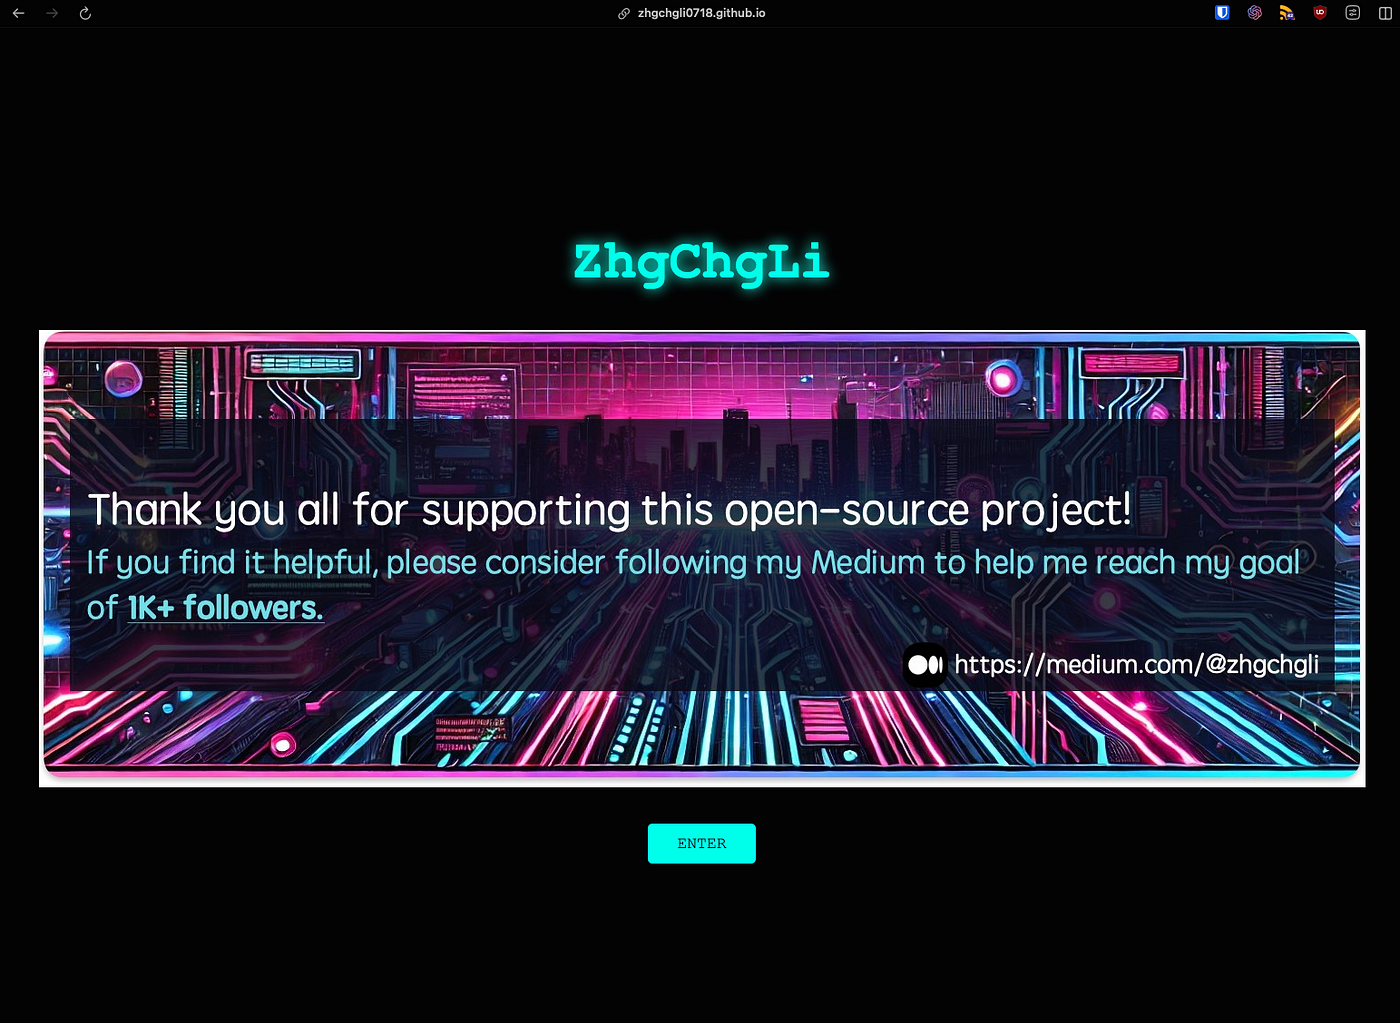 zhgchgli0718.github.io
ZhgChgLi
Thank you all for supporting this open-source project!
If you find it helpful, please consider following my Medium to help me reach my goal
of 1K+ followers.
https://medium.com/@zhgchgli
ENTER